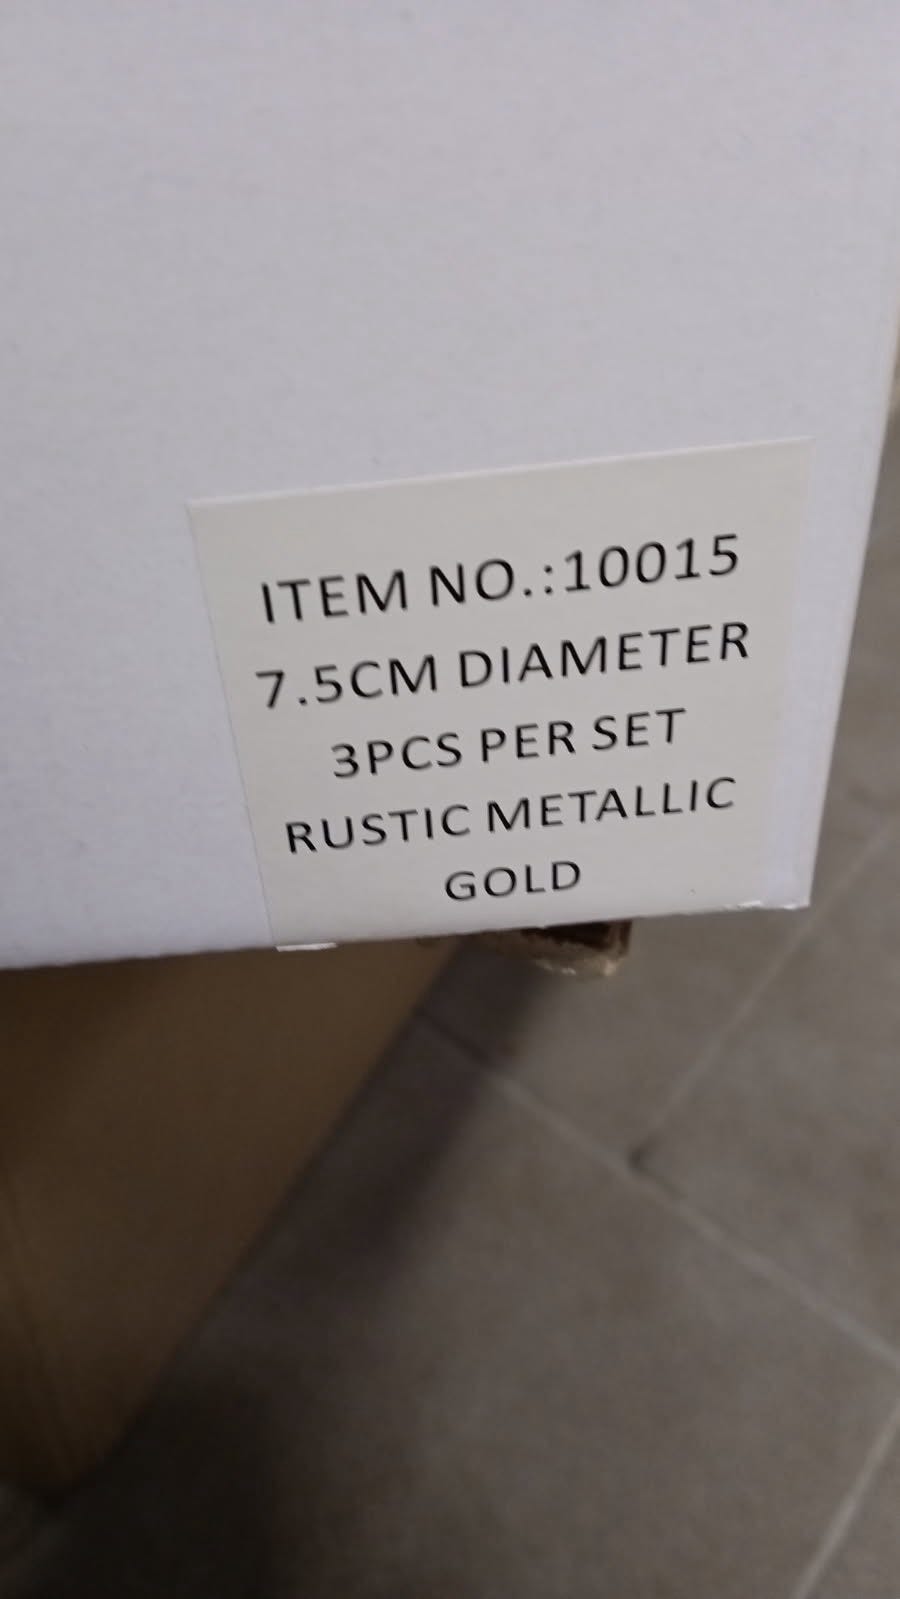 ITEM NO.:10015
7.5CM DIAMETER
3PCS PER SET
RUSTIC METALLIC
GOLD